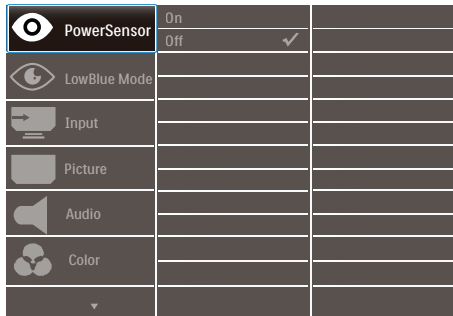 PowerSensor
On
Off
LowBlue Mode
Input
Picture
Audio
Color